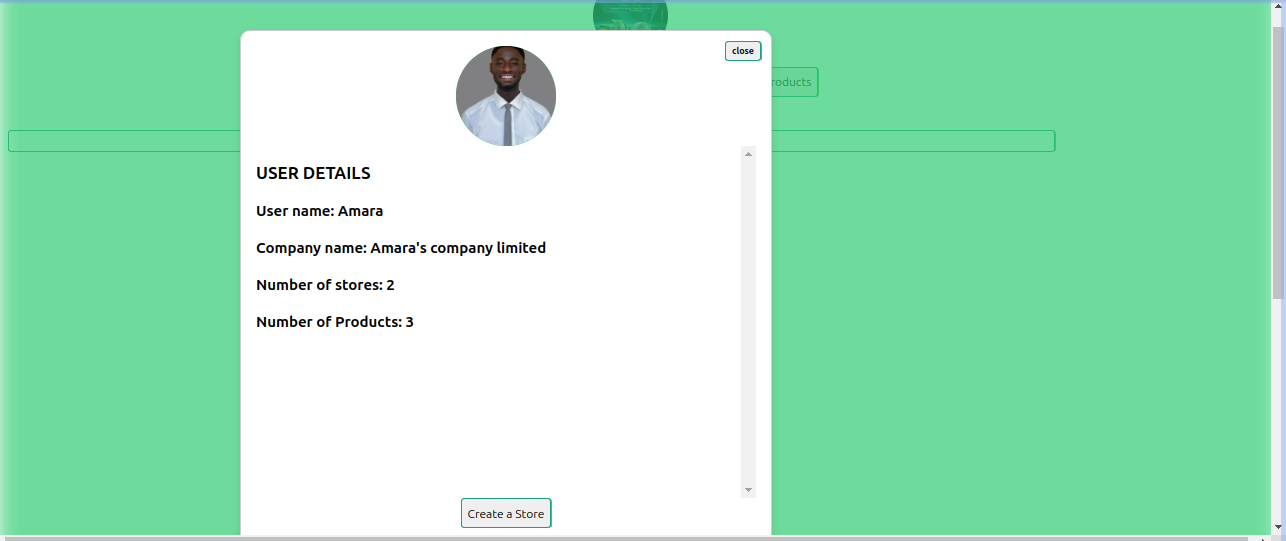 close
roducts
USER DETAILS
User name: Amara
Company name: Amara's company limited
Number of stores: 2
Number of Products: 3
Create a Store